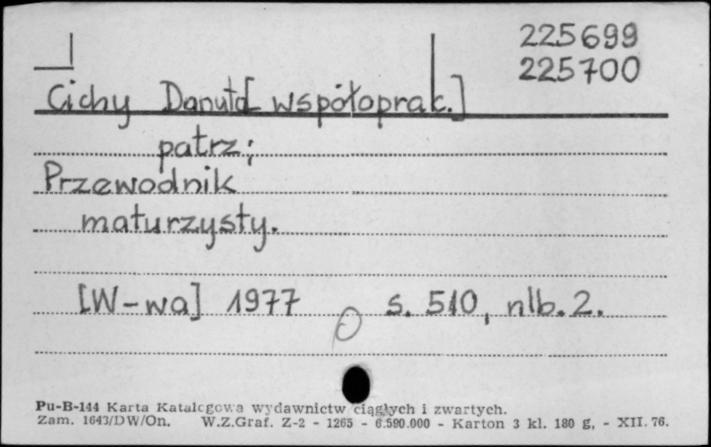 225699
225700
Cichy Danuta[ współoprac.]
patrz;
Przewodnik
maturzysty.
[W-wa] 1977 s. 510, nlb. 2.
Pu-B-144 Karta Katalogowa wydawnictw ciągłych i zwartych.
Zam. 1643/DW/On. W.Z.Graf. Z-2 - 1265 - 6.590.000 - Karton 3 kl. 180 g, - XII. 76.